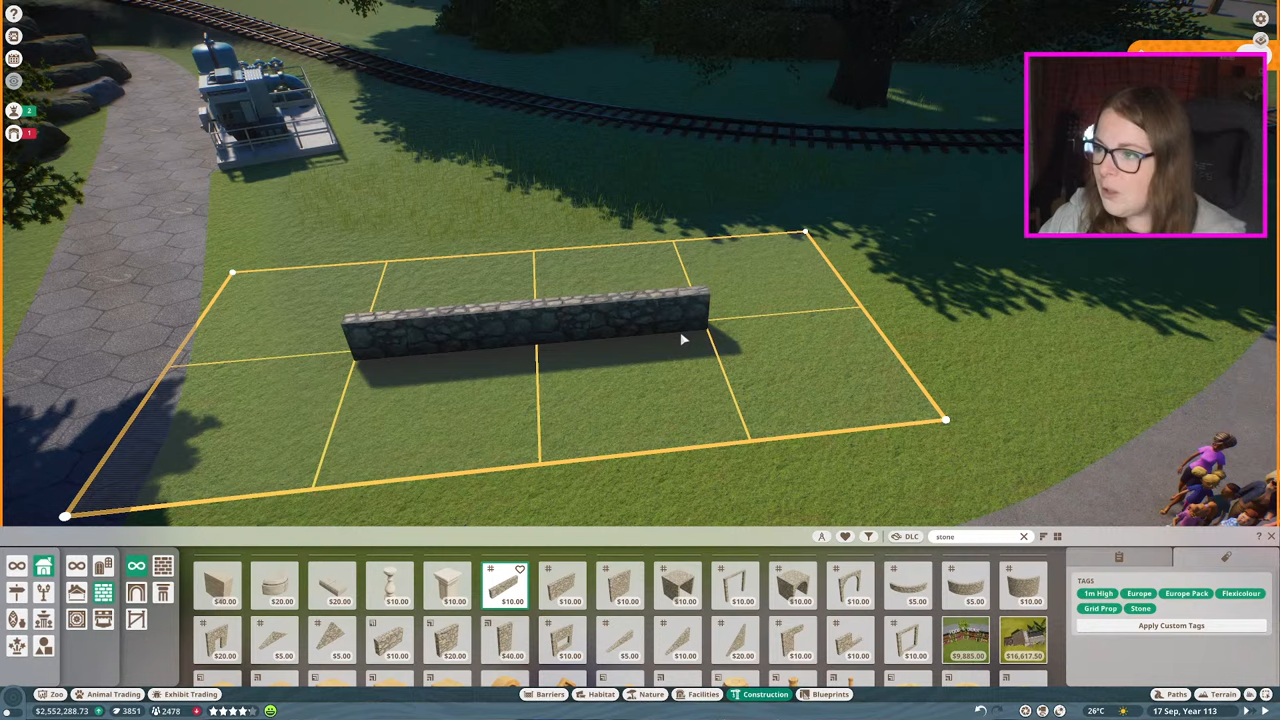 ?
2
1
DLC
stone
?
$40.00
$20.00
$20.00
$10.00
$10.00
$10.00
$10.00
$10.00
$10.00
$10.00
$10.00
$10.00
$5.00
$5.00
$10.00
TAGS
1m High
Europe
Europe Pack
Flexicolour
Grid Prop
Stone
Apply Custom Tags
$20.00
$5.00
$5.00
$10.00
$20.00
$40.00
$10.00
$5.00
$10.00
$20.00
$10.00
$10.00
$10.00
$9,885.00
$16,617.50
Zoo
Animal Trading
Exhibit Trading
Barriers
Habitat
Nature
Facilities
Construction
Blueprints
Paths
Terrain
$2,552,288.73
3851
2478
26°C
17 Sep, Year 113